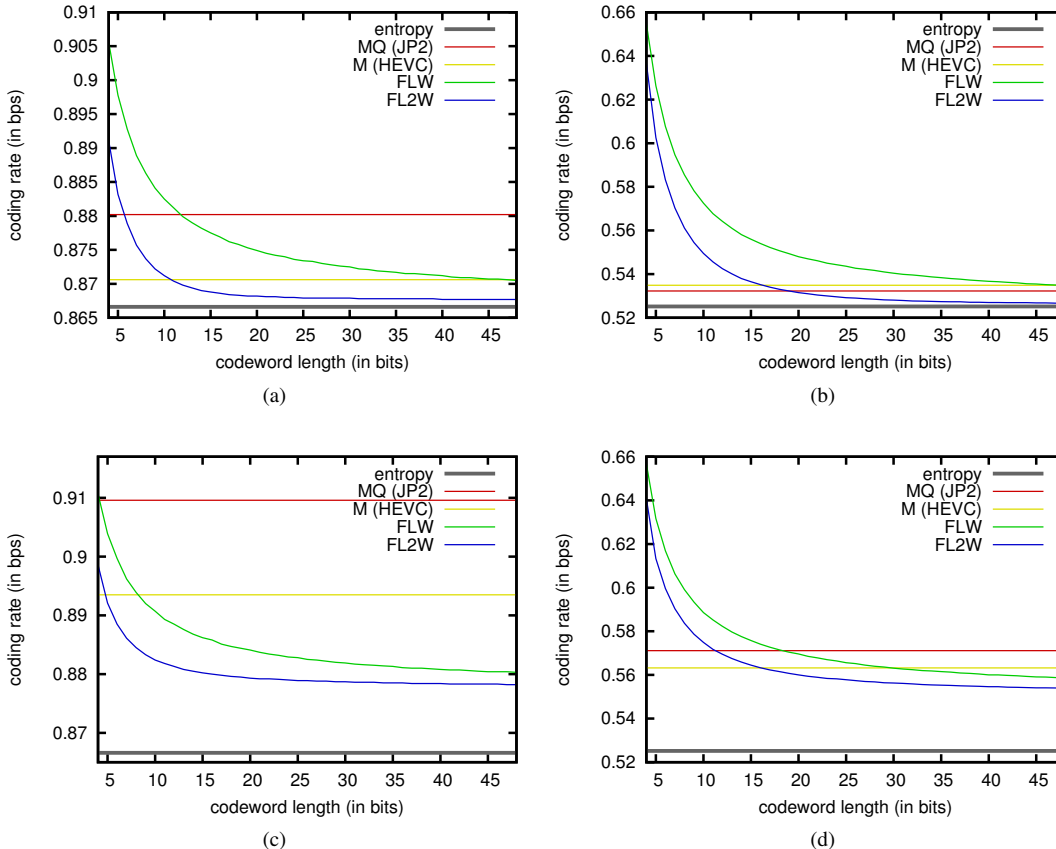 entropy
MQ (JP2)
M (HEVC)
FLW
FL2W
0.905
0.9
0.895
0.89
0.885
0.88
0.875
0.87
0.865
coding rate (in bps)
5 10 15 20 25 30 35 40 45
codeword length (in bits)
(a)
entropy
MQ (JP2)
M (HEVC)
FLW
FL2W
0.66
0.64
0.62
0.6
0.58
0.56
0.54
0.52
coding rate (in bps)
5 10 15 20 25 30 35 40 45
codeword length (in bits)
(b)
entropy
MQ (JP2)
M (HEVC)
FLW
FL2W
0.91
0.9
0.89
0.88
0.87
coding rate (in bps)
5 10 15 20 25 30 35 40 45
codeword length (in bits)
(c)
entropy
MQ (JP2)
M (HEVC)
FLW
FL2W
0.66
0.64
0.62
0.6
0.58
0.56
0.54
0.52
coding rate (in bps)
5 10 15 20 25 30 35 40 45
codeword length (in bits)
(d)